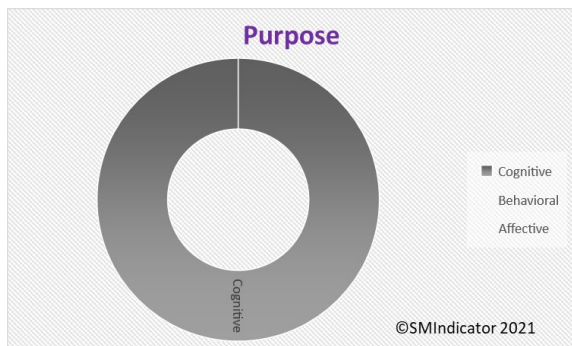 Purpose
Cognitive
Behavioral
Affective
Cognitive
©SMIndicator 2021